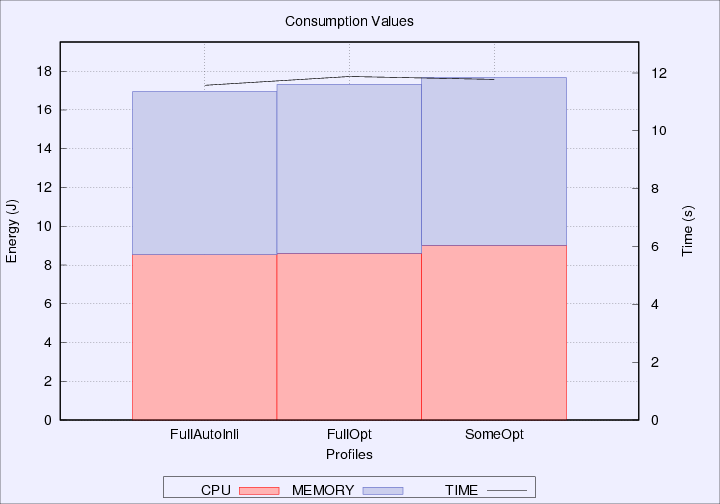 Consumption Values
18
16
14
12
10
8
6
4
2
0
Energy (J)
12
10
8
6
4
2
0
Time (s)
FullAutoInli FullOpt SomeOpt
Profiles
CPU MEMORY TIME